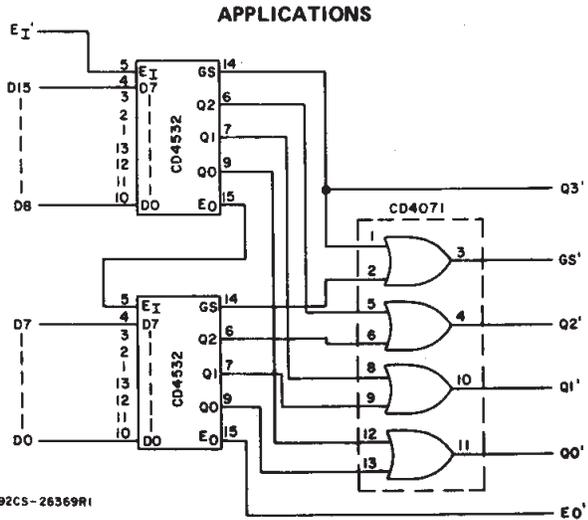 APPLICATIONS
EI'
5 EI GS 14
D15 4 D7
3
Q2 6
2
1
Q1 7
13
CD4532
12
Q0 9
11
D8 10 D0 EO 15
Q3'
CD4071
1
2
3 GS'
5 EI GS 14
D7 4 D7
5
4 Q2'
3
Q2 6
6
2
1
Q1 7
8
10 Q1'
13
CD4532
12
Q0 9
9
11
D0 10 D0 EO 15
12
11 Q0'
13
92CS-26369R1
EO'